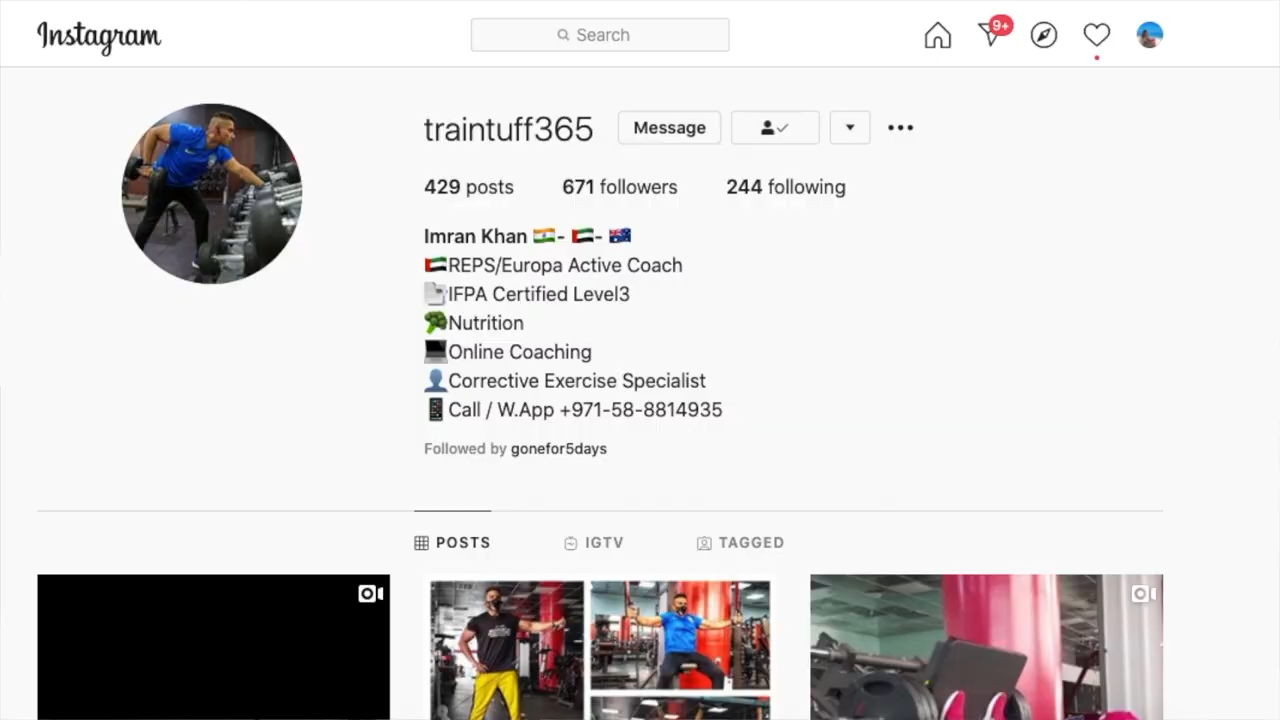 Instagram
Search
9+
traintuff365
Message
429 posts
671 followers
244 following
Imran Khan 🇮🇳- 🇦🇪- 🇦🇺
🇦🇪REPS/Europa Active Coach
📑IFPA Certified Level3
🥦Nutrition
💻Online Coaching
👤Corrective Exercise Specialist
📱Call / W.App +971-58-8814935
Followed by gonefor5days
POSTS
IGTV
TAGGED